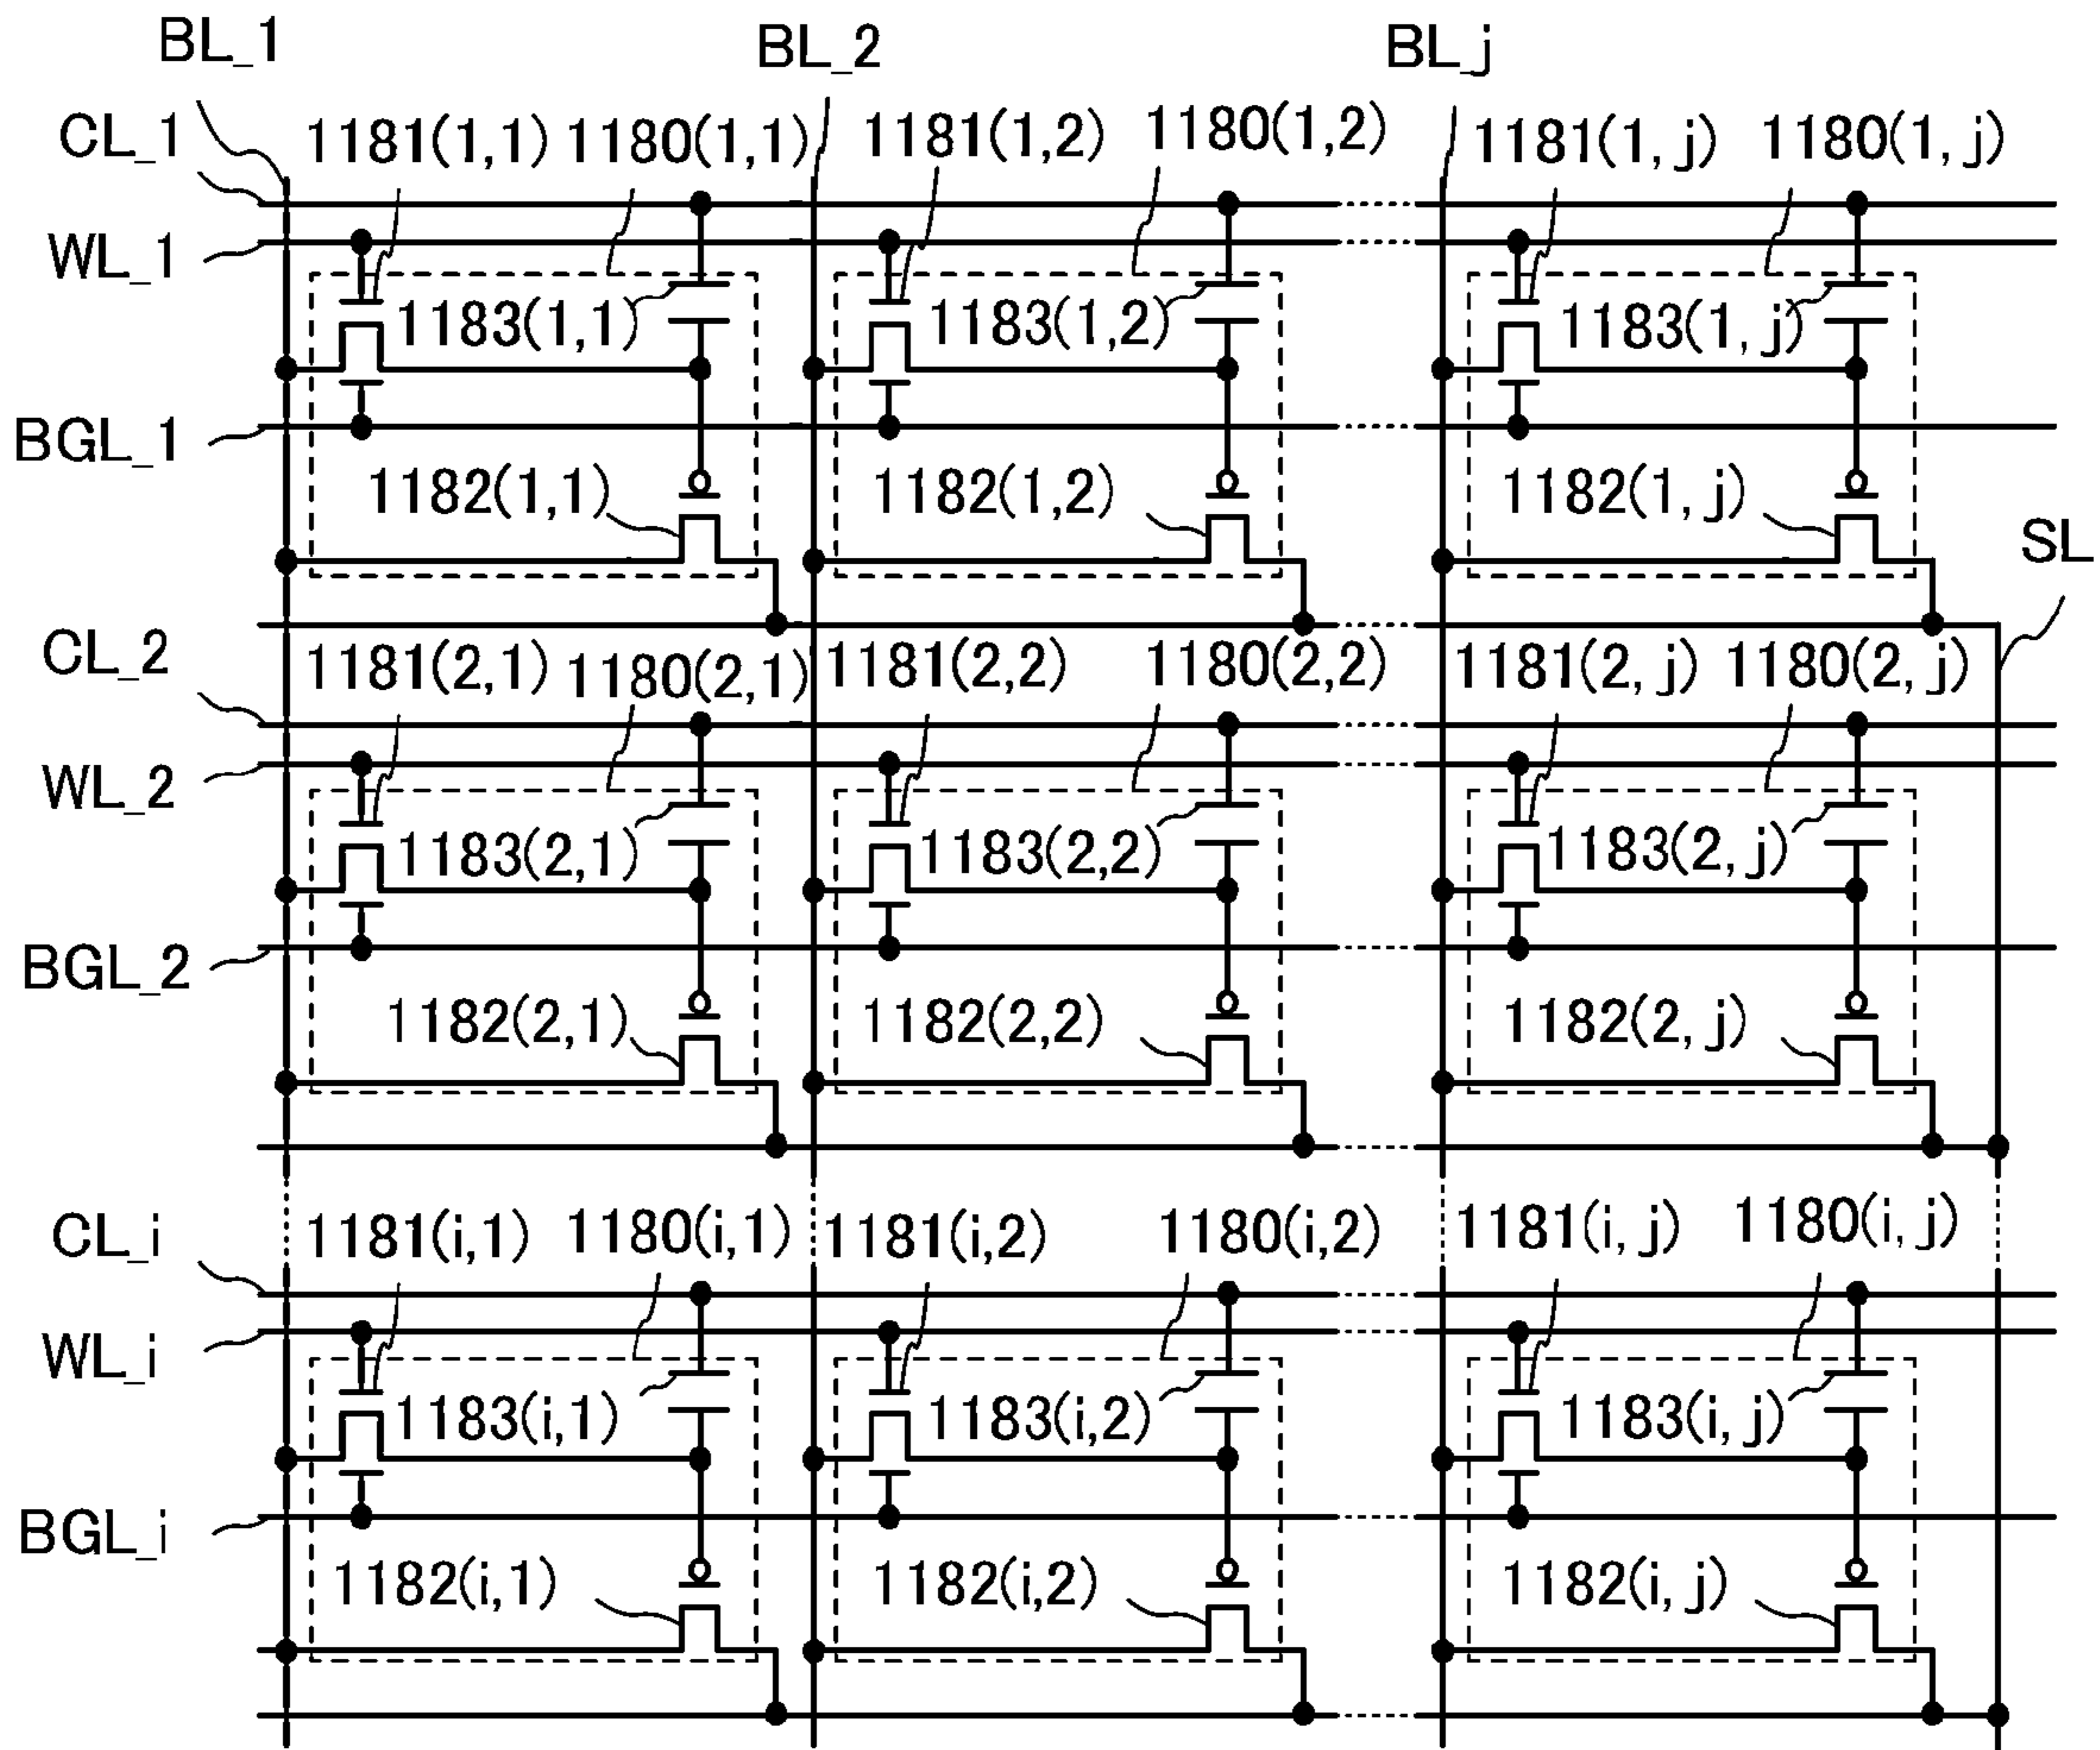 BL_1 BL_2 BL_j
CL_1 1181(1,1) 1180(1,1) 1181(1,2) 1180(1,2) 1181(1, j) 1180(1, j)
WL_1
1183(1,1) 1183(1,2) 1183(1, j)
BGL_1
1182(1,1) 1182(1,2) 1182(1, j)
SL
CL_2 1181(2,1) 1180(2,1) 1181(2,2) 1180(2,2) 1181(2, j) 1180(2, j)
WL_2
1183(2,1) 1183(2,2) 1183(2, j)
BGL_2
1182(2,1) 1182(2,2) 1182(2, j)
CL_i 1181(i,1) 1180(i,1) 1181(i,2) 1180(i,2) 1181(i, j) 1180(i, j)
WL_i
1183(i,1) 1183(i,2) 1183(i, j)
BGL_i
1182(i,1) 1182(i,2) 1182(i, j)